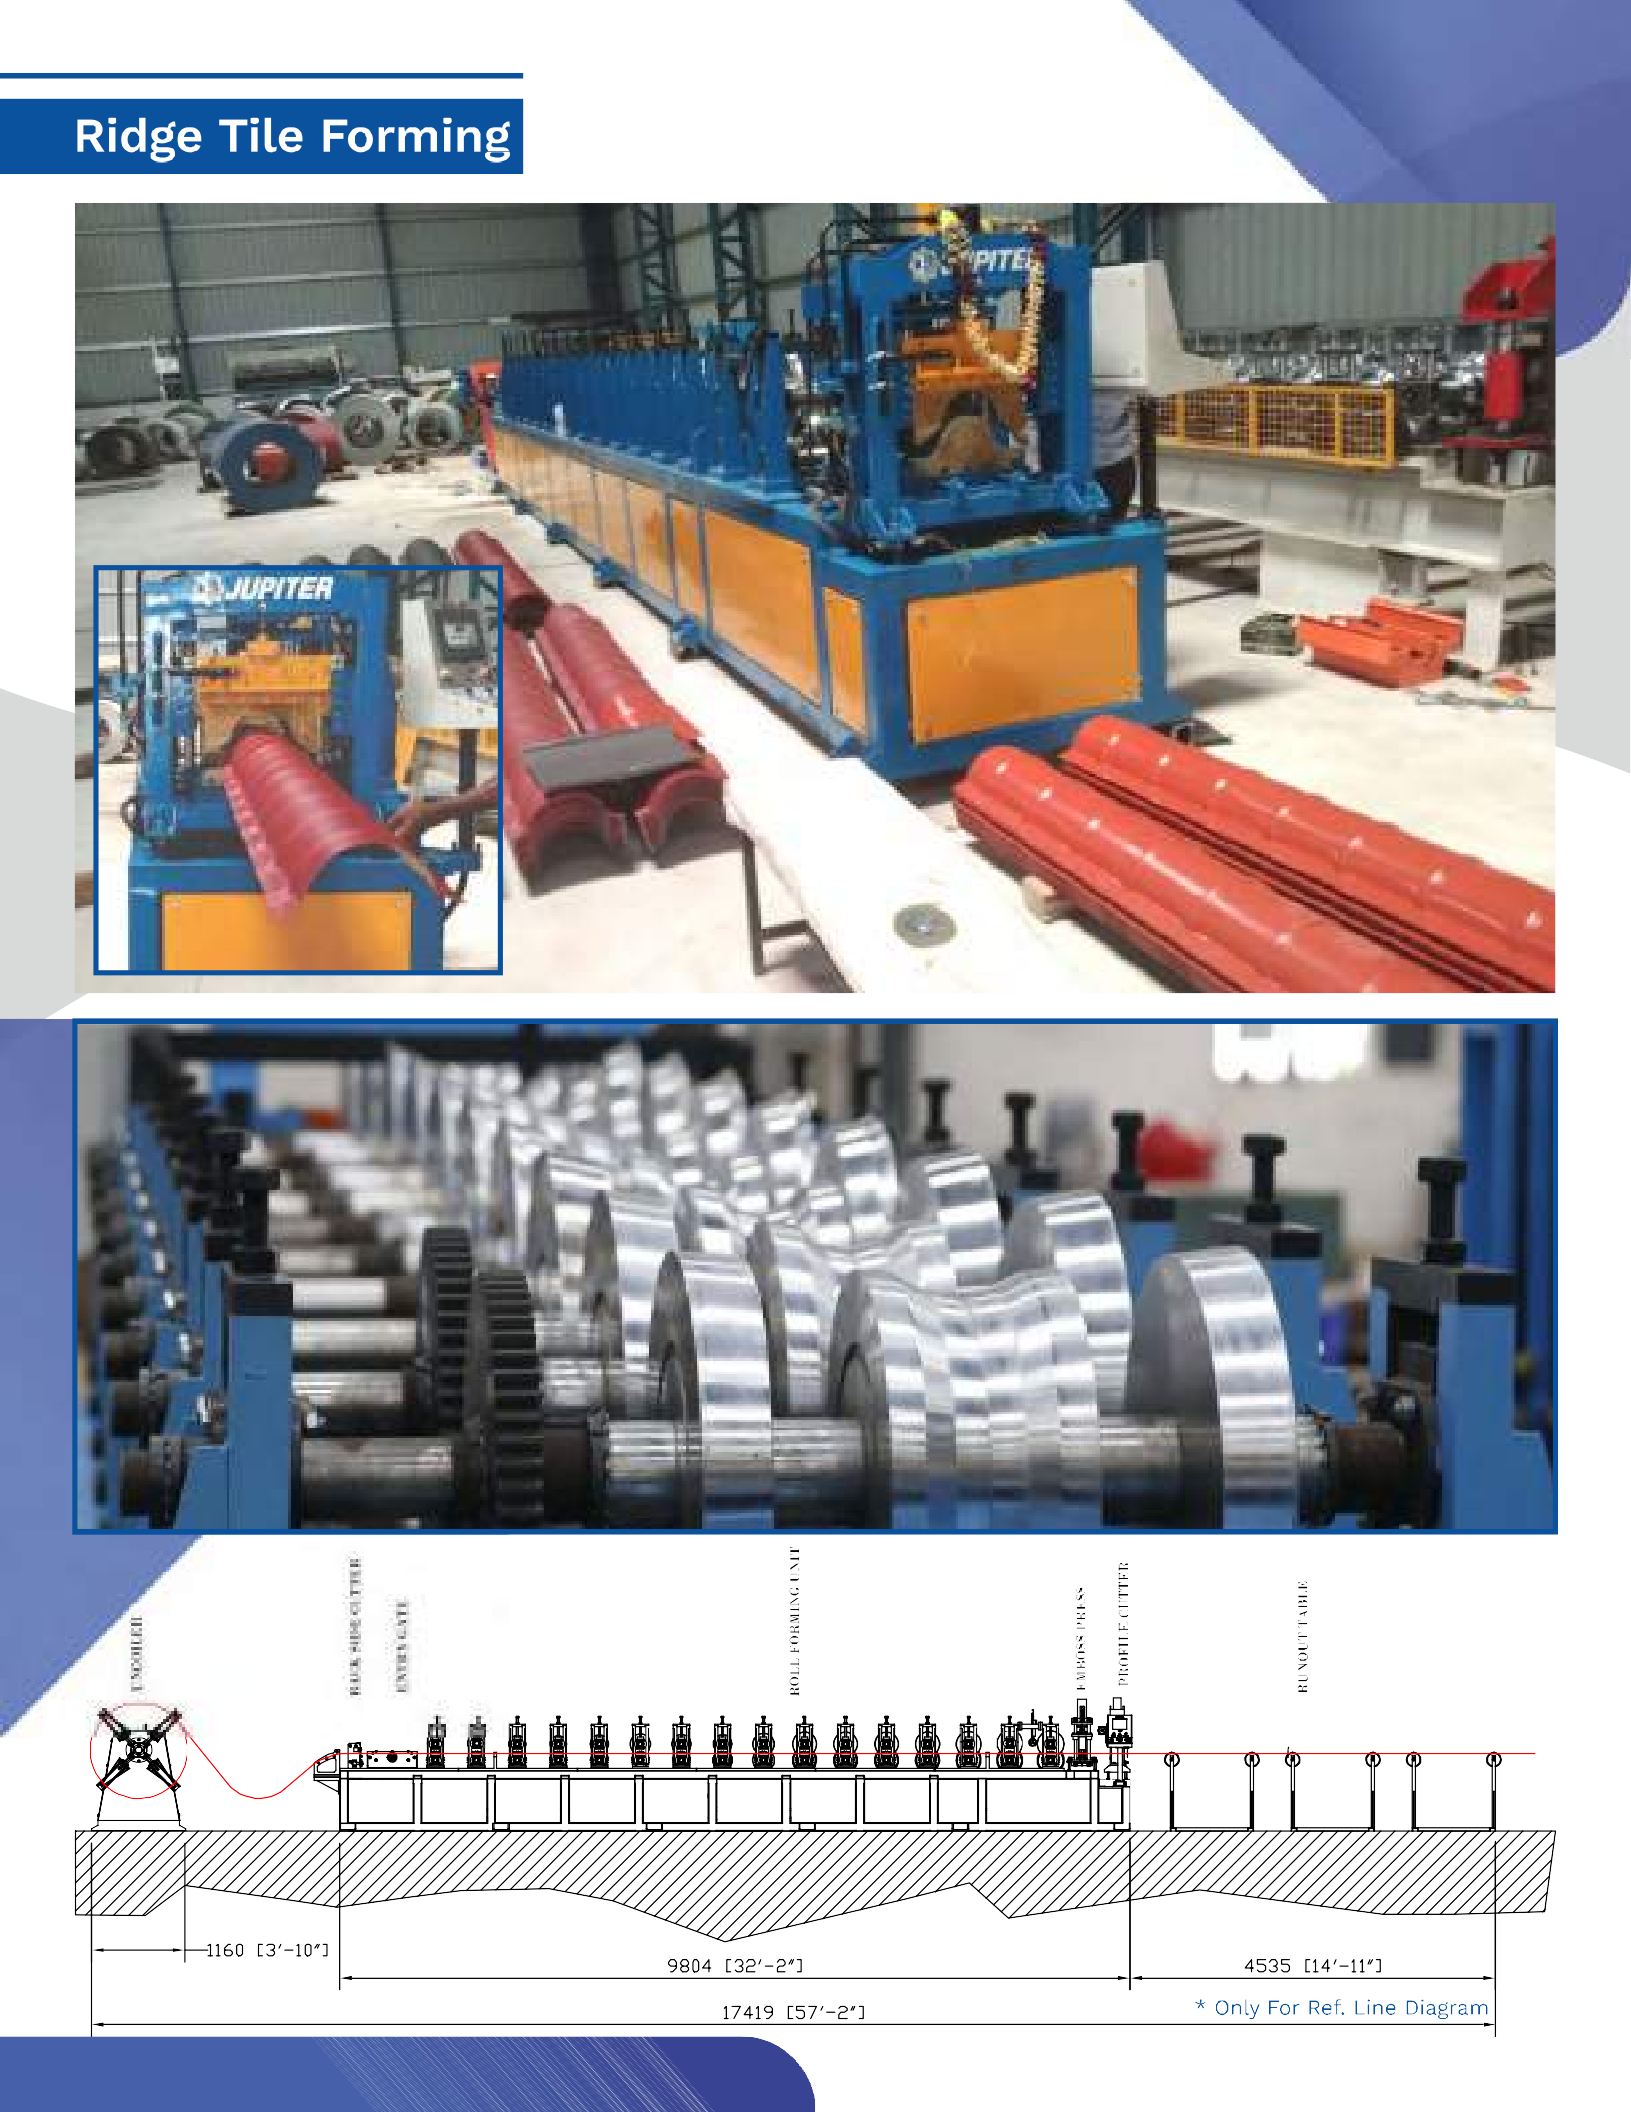 Ridge Tile Forming
JUPITER
JUPITER
UNCOILER
BACK SIDE CUTTER
ENTRY GATE
ROLL FORMING UNIT
EMBOSS PRESS
PROFILE CUTTER
RUNOUT TABLE
1160 [3'-10"]
9804 [32'-2"]
4535 [14'-11"]
17419 [57'-2"]
* Only For Ref. Line Diagram